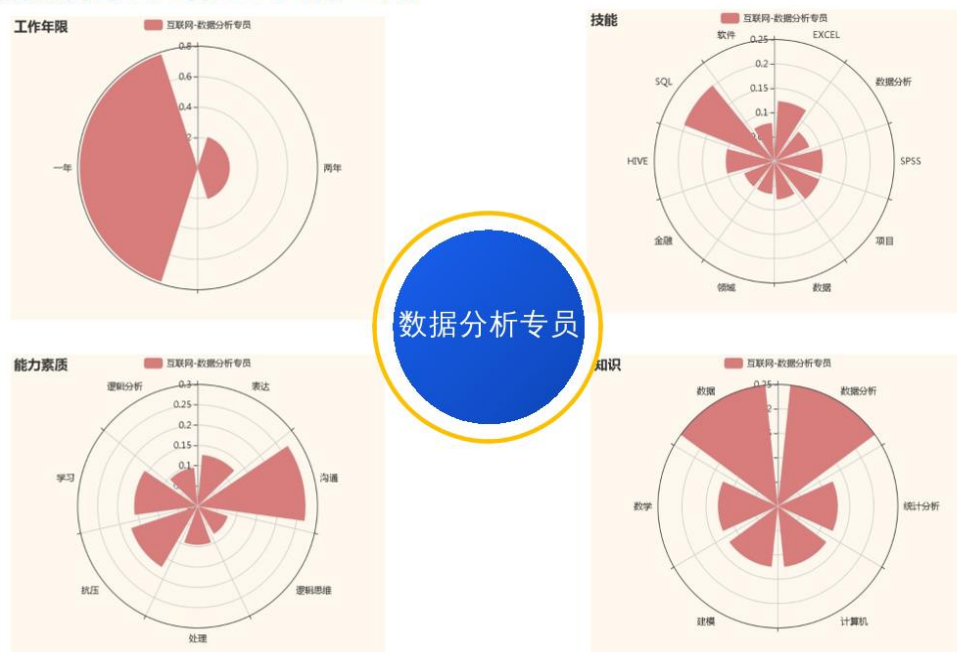 工作年限
互联网-数据分析专员
0.8
0.6
0.4
一年
两年
技能
互联网-数据分析专员
0.25
0.2
0.15
0.1
软件
EXCEL
SQL
数据分析
HIVE
SPSS
金融
项目
领域
数据
数据分析专员
能力素质
互联网-数据分析专员
0.3
0.25
0.2
0.15
0.1
逻辑分析
表达
学习
沟通
抗压
逻辑思维
处理
知识
互联网-数据分析专员
0.25
数据
数据分析
数学
统计分析
建模
计算机